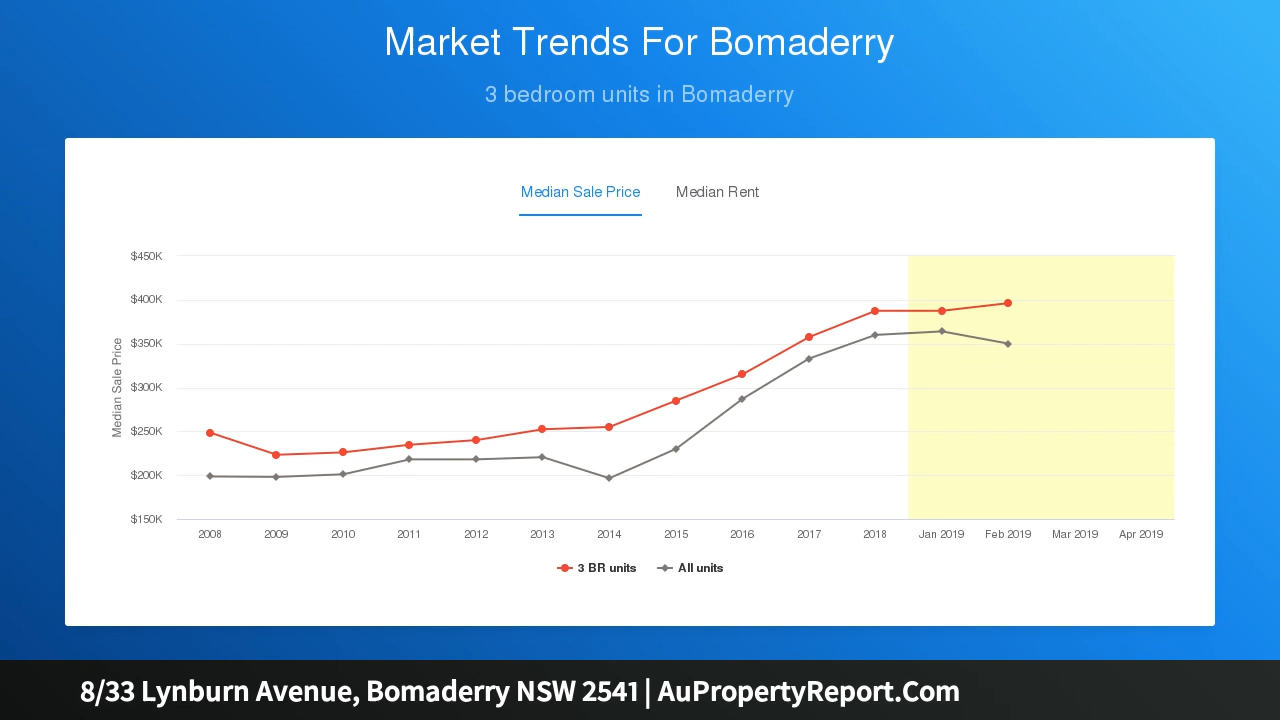 Market Trends For Bomaderry
3 bedroom units in Bomaderry
Median Sale Price Median Rent
$450K
$400K
$350K
$300K
$250K
$200K
$150K
Median Sale Price
2008 2009 2010 2011 2012 2013 2014 2015 2016 2017 2018 Jan 2019 Feb 2019 Mar 2019 Apr 2019
3 BR units All units
8/33 Lynburn Avenue, Bomaderry NSW 2541 | AuPropertyReport.Com